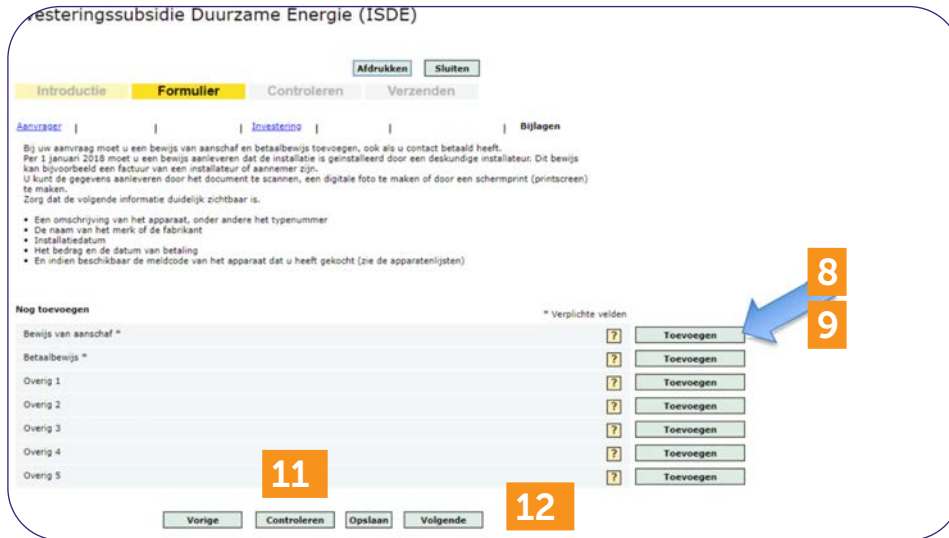 vesteringssubsidie Duurzame Energie (ISDE)
Afdrukken Sluiten
Introductie Formulier Controleren Verzenden
Aanvrager | | | Investering | | | Bijlagen
Bij uw aanvraag moet u een bewijs van aanschaf en betaalbewijs toevoegen, ook als u contact betaald heeft.
Per 1 januari 2018 moet u een bewijs aanleveren dat de installatie is geïnstalleerd door een deskundige installateur. Dit bewijs
kan bijvoorbeeld een factuur van een installateur of aannemer zijn.
U kunt de gegevens aanleveren door het document te scannen, een digitale foto te maken of door een schermprint (printscreen)
te maken.
Zorg dat de volgende informatie duidelijk zichtbaar is.
• Een omschrijving van het apparaat, onder andere het typenummer
• De naam van het merk of de fabrikant
• Installatiedatum
• Het bedrag en de datum van betaling
• En indien beschikbaar de meldcode van het apparaat dat u heeft gekocht (zie de apparatenlijsten)
8
Nog toevoegen * Verplichte velden
9
Bewijs van aanschaf * ? Toevoegen
Betaalbewijs * ? Toevoegen
Overig 1 ? Toevoegen
Overig 2 ? Toevoegen
Overig 3 ? Toevoegen
Overig 4 ? Toevoegen
Overig 5 ? Toevoegen
11
12
Vorige Controleren Opslaan Volgende